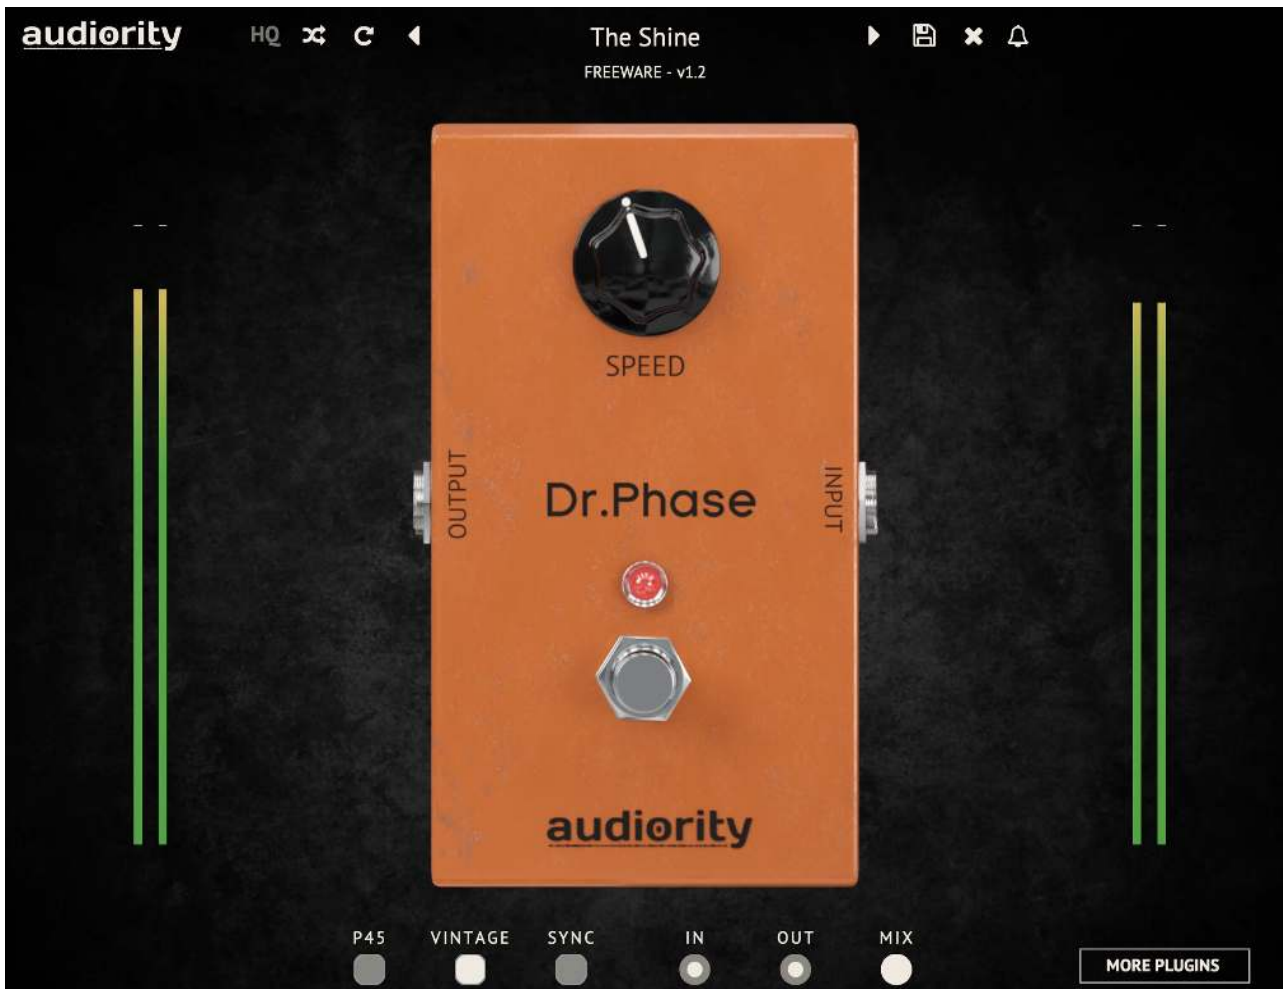 audiority
HQ
The Shine
FREEWARE - v1.2
SPEED
OUTPUT
Dr.Phase
INPUT
audiority
P45 VINTAGE SYNC IN OUT MIX
MORE PLUGINS